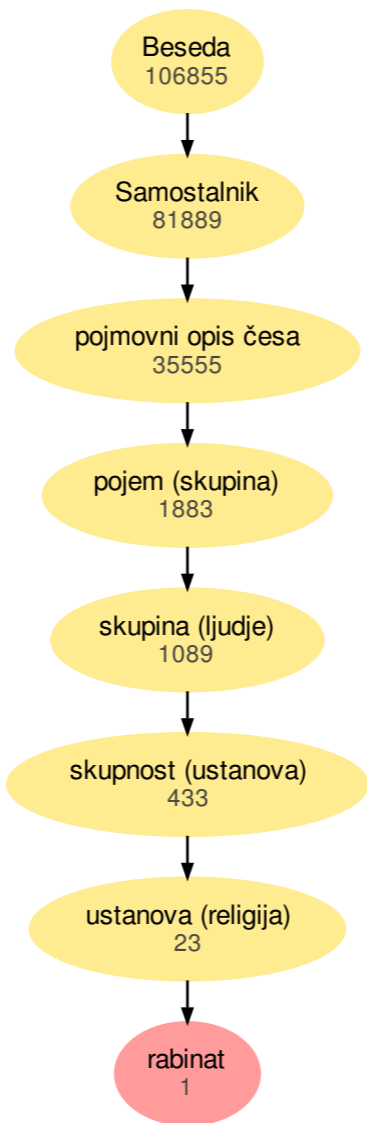 Beseda
106855
Samostalnik
81889
pojmovni opis česa
35555
pojem (skupina)
1883
skupina (ljudje)
1089
skupnost (ustanova)
433
ustanova (religija)
23
rabinat
1